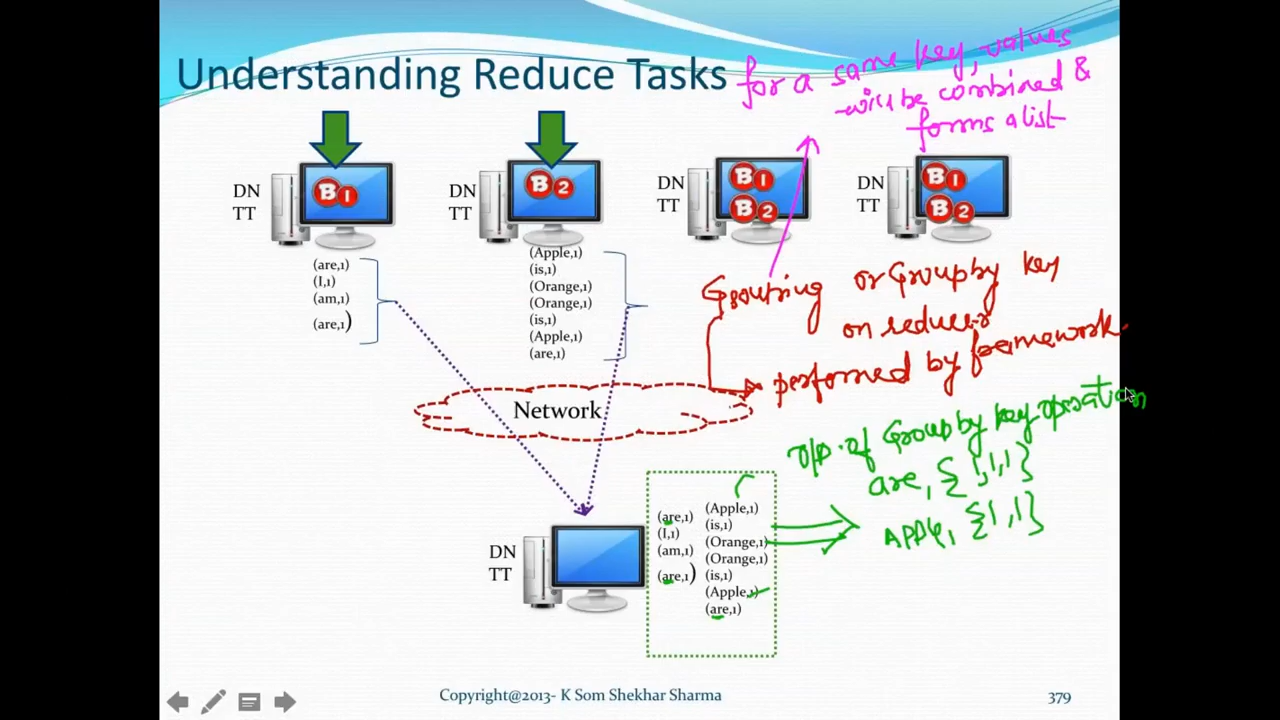 Understanding Reduce Tasks
for a same key, values
will be combined &
forms a list
DN
TT
B1
DN
TT
B2
DN
TT
B1
B2
DN
TT
B1
B2
(are,1)
(I,1)
(am,1)
(are,1)
(Apple,1)
(is,1)
(Orange,1)
(Orange,1)
(is,1)
(Apple,1)
(are,1)
Grouping or Group by key
on reducer
performed by framework.
Network
o/p of Group by key operation
are, {1,1,1}
Apple, {1,1}
DN
TT
(are,1)
(I,1)
(am,1)
(are,1)
(Apple,1)
(is,1)
(Orange,1)
(Orange,1)
(is,1)
(Apple,1)
(are,1)
Copyright@2013- K Som Shekhar Sharma
379